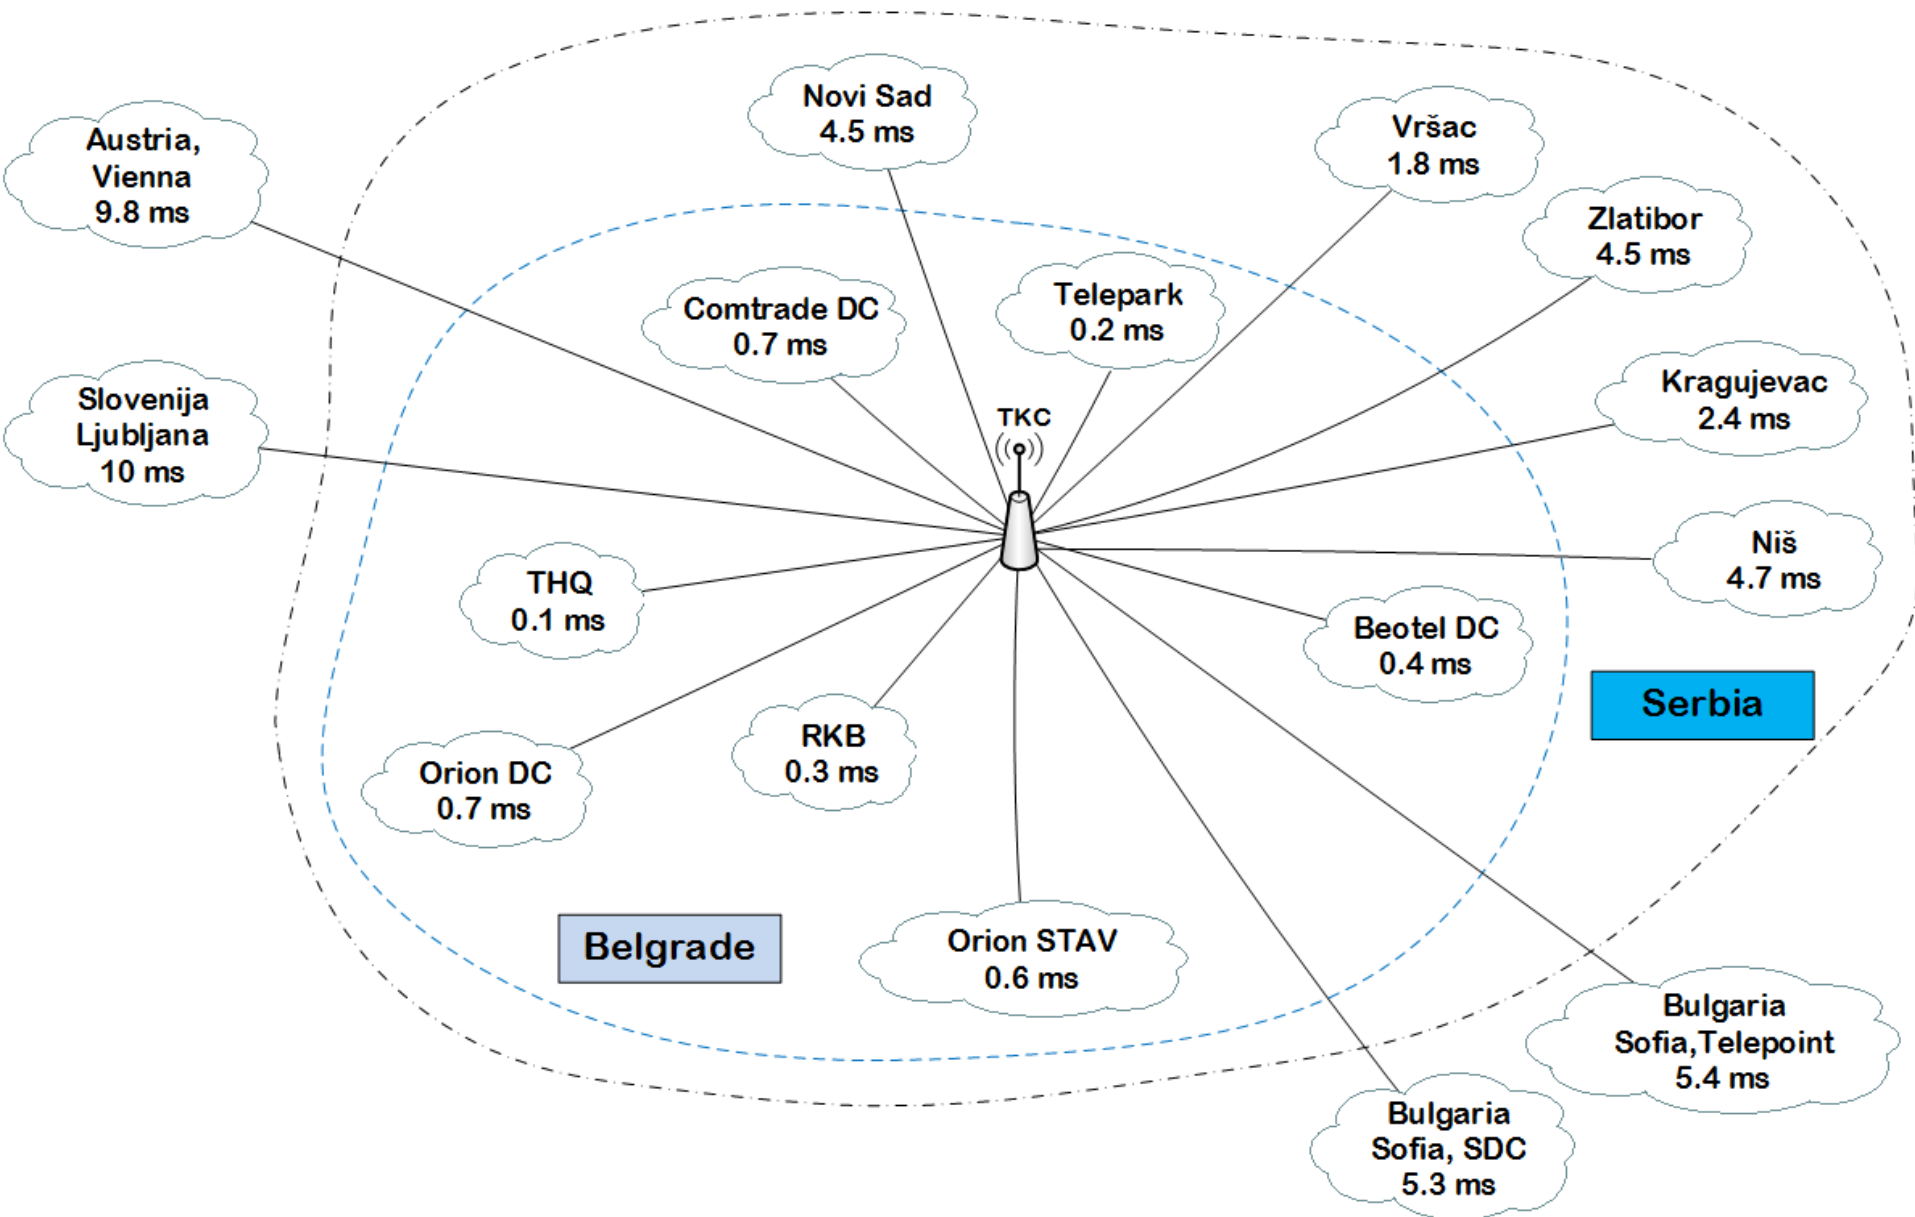 Novi Sad
4.5 ms
Vršac
1.8 ms
Austria,
Vienna
9.8 ms
Zlatibor
4.5 ms
Comtrade DC
0.7 ms
Telepark
0.2 ms
Slovenija
Ljubljana
10 ms
Kragujevac
2.4 ms
TKC
THQ
0.1 ms
Niš
4.7 ms
Beotel DC
0.4 ms
Serbia
Orion DC
0.7 ms
RKB
0.3 ms
Belgrade
Orion STAV
0.6 ms
Bulgaria
Sofia,Telepoint
5.4 ms
Bulgaria
Sofia, SDC
5.3 ms